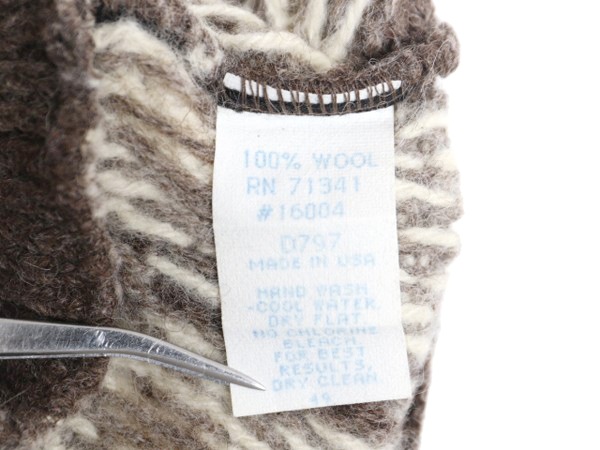 100% WOOL
RN 71341
#16004
D797
MADE IN USA
HAND WASH
-COOL WATER.
DRY FLAT.
NO CHLORINE
BLEACH.
FOR BEST
RESULTS,
DRY CLEAN